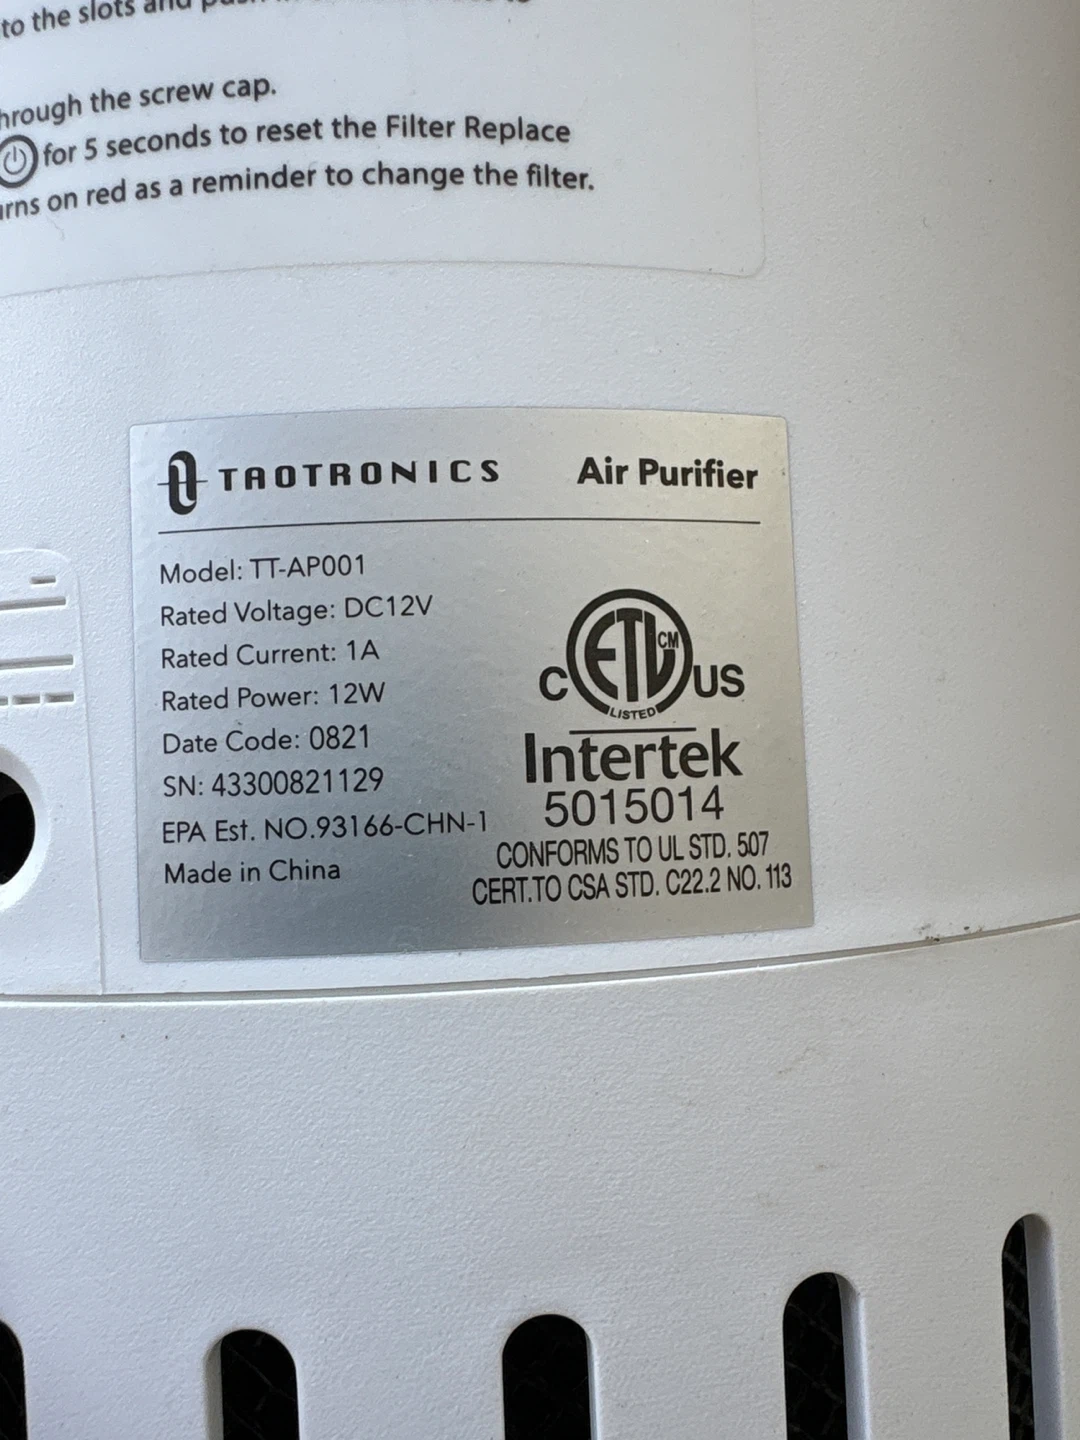 to the slots and
hrough the screw cap.
for 5 seconds to reset the Filter Replace
urns on red as a reminder to change the filter.
TAOTRONICS
Air Purifier
Model: TT-AP001
Rated Voltage: DC12V
Rated Current: 1A
Rated Power: 12W
Date Code: 0821
SN: 43300821129
EPA Est. NO.93166-CHN-1
Made in China
C ETL CM US
LISTED
Intertek
5015014
CONFORMS TO UL STD. 507
CERT.TO CSA STD. C22.2 NO. 113